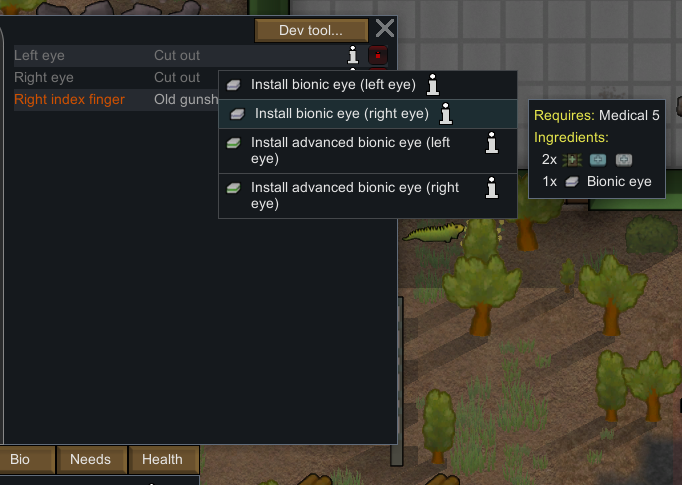 Dev tool...
Left eye Cut out
Right eye Cut out
Right index finger Old gunsh
Install bionic eye (left eye)
Install bionic eye (right eye)
Install advanced bionic eye (left
eye)
Install advanced bionic eye (right
eye)
Requires: Medical 5
Ingredients:
2x
1x Bionic eye
Bio Needs Health